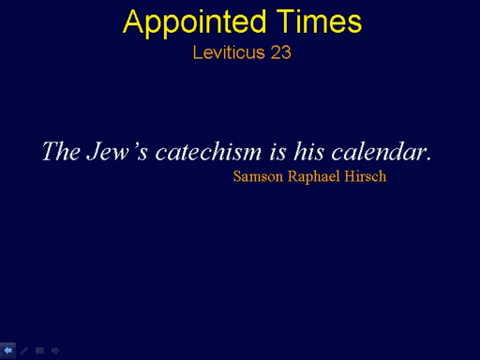 Appointed Times
Leviticus 23
The Jew's catechism is his calendar.
Samson Raphael Hirsch